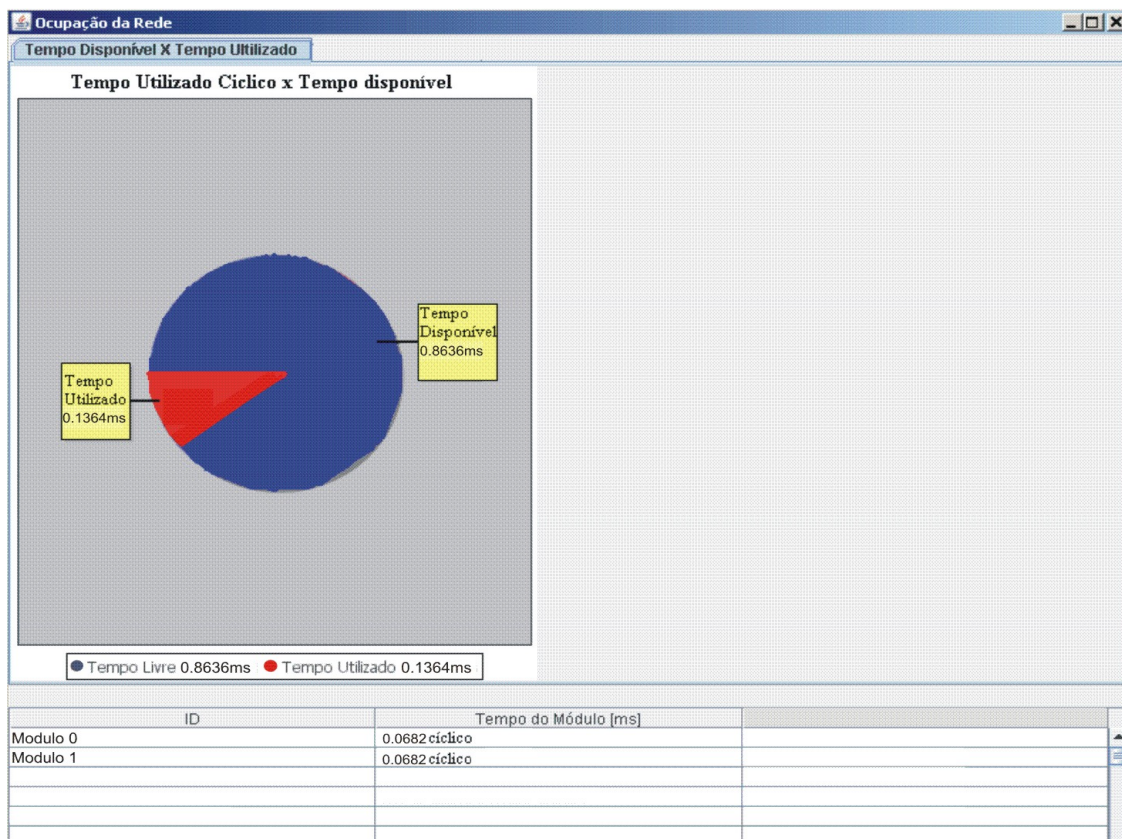 Ocupação da Rede
Tempo Disponível X Tempo Ultilizado
Tempo Utilizado Ciclico x Tempo disponível
Tempo
Disponível
0.8636ms
Tempo
Utilizado
0.1364ms
Tempo Livre 0.8636ms Tempo Utilizado 0.1364ms
ID Tempo do Módulo [ms]
Modulo 0 0.0682 cíclico
Modulo 1 0.0682 cíclico